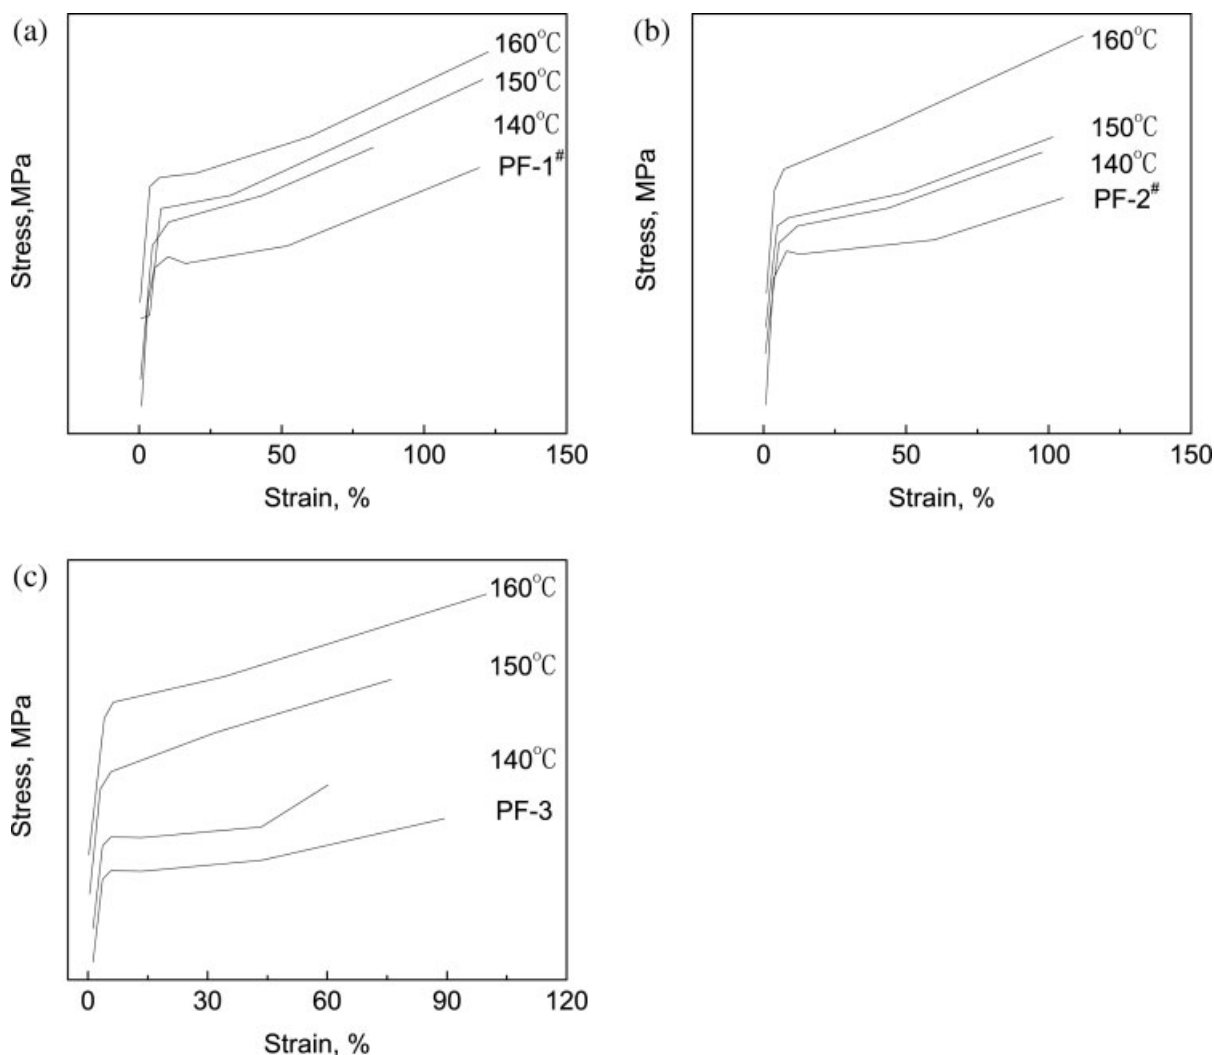 (a)
160°C
150°C
140°C
PF-1#
Stress,MPa
0 50 100 150
Strain, %
(b)
160°C
150°C
140°C
PF-2#
Stress, MPa
0 50 100 150
Strain, %
(c)
160°C
150°C
140°C
PF-3
Stress, MPa
0 30 60 90 120
Strain, %